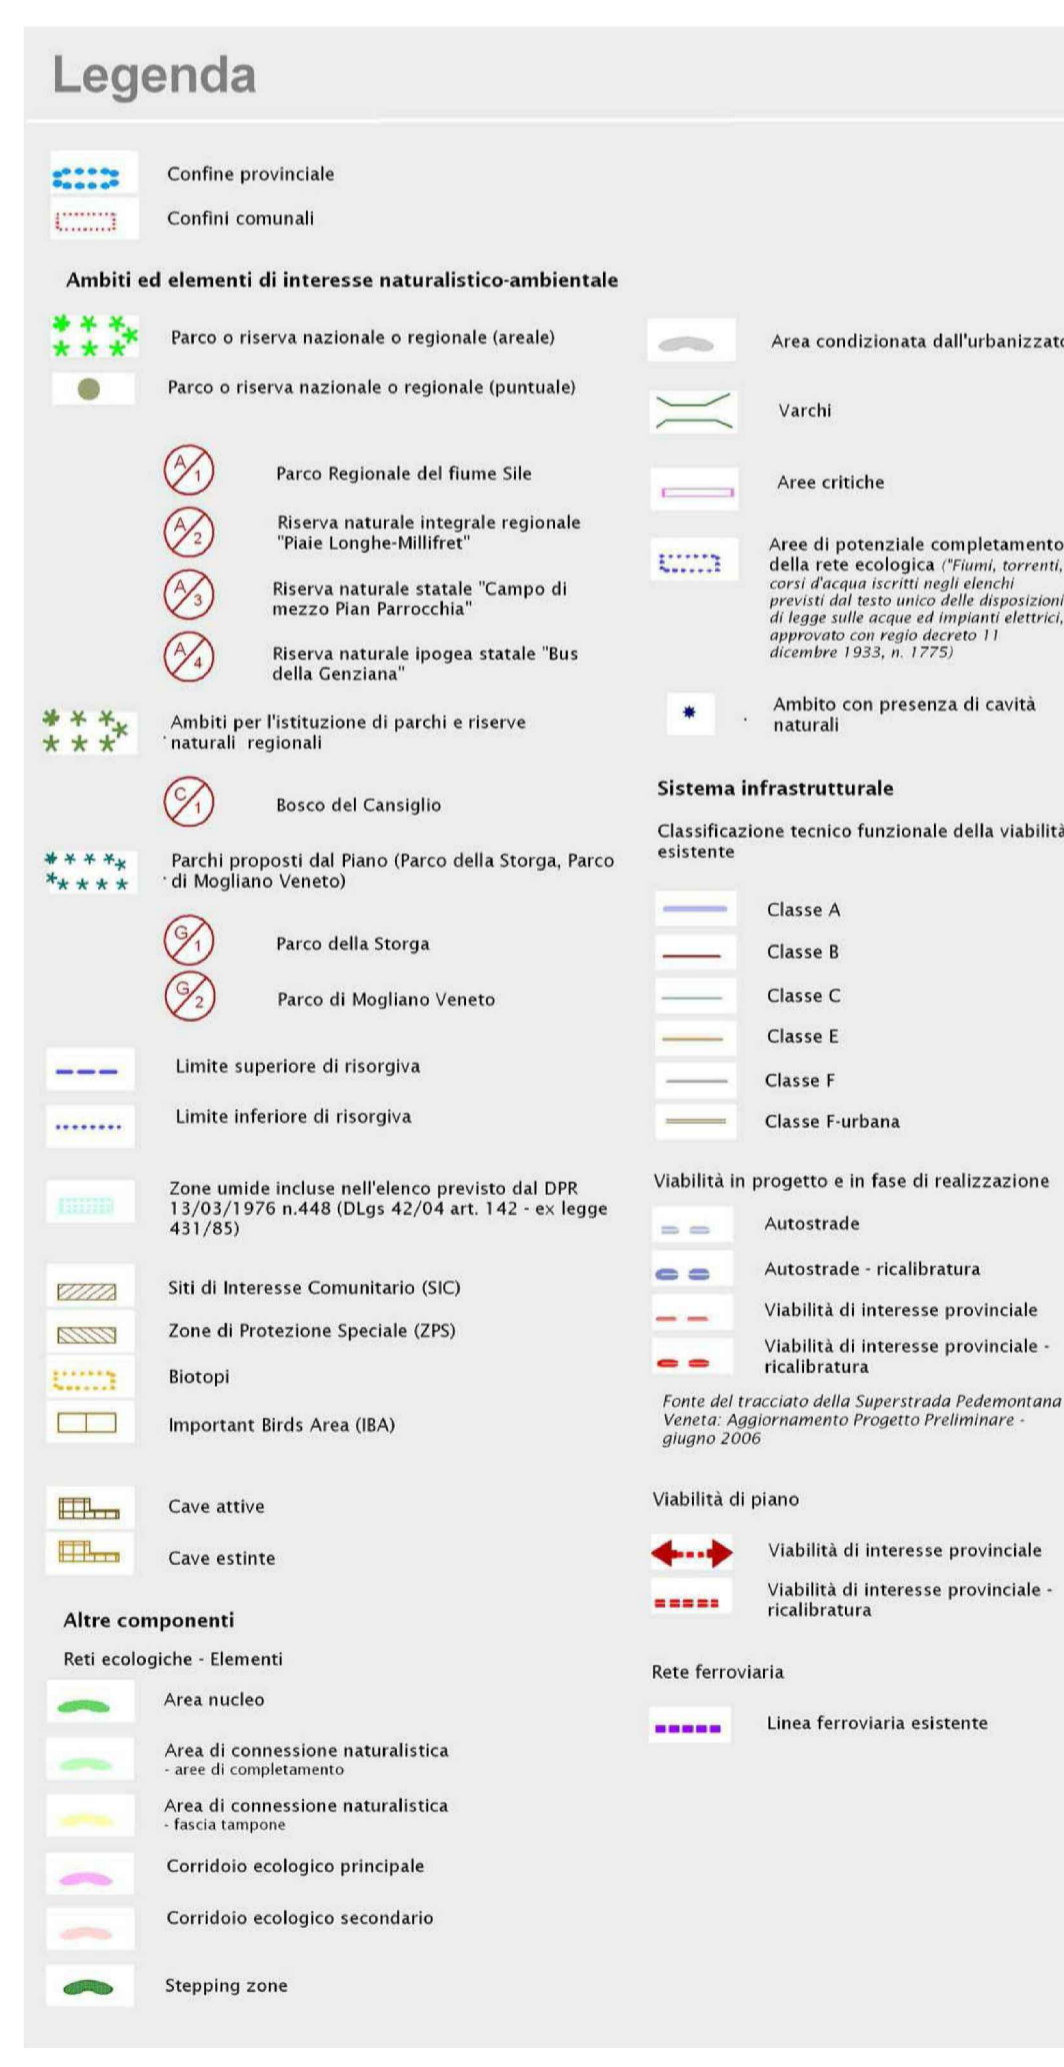 Legenda
Confine provinciale
Confini comunali
Ambiti ed elementi di interesse naturalistico-ambientale
Parco o riserva nazionale o regionale (areale)
Parco o riserva nazionale o regionale (puntuale)
A/1 Parco Regionale del fiume Sile
A/2 Riserva naturale integrale regionale
"Piaie Longhe-Millifret"
A/3 Riserva naturale statale "Campo di
mezzo Pian Parrocchia"
A/4 Riserva naturale ipogea statale "Bus
della Genziana"
Ambiti per l'istituzione di parchi e riserve
naturali regionali
C/1 Bosco del Cansiglio
Parchi proposti dal Piano (Parco della Storga, Parco
di Mogliano Veneto)
G/1 Parco della Storga
G/2 Parco di Mogliano Veneto
Limite superiore di risorgiva
Limite inferiore di risorgiva
Zone umide incluse nell'elenco previsto dal DPR
13/03/1976 n.448 (DLgs 42/04 art. 142 - ex legge
431/85)
Siti di Interesse Comunitario (SIC)
Zone di Protezione Speciale (ZPS)
Biotopi
Important Birds Area (IBA)
Cave attive
Cave estinte
Altre componenti
Reti ecologiche - Elementi
Area nucleo
Area di connessione naturalistica
- aree di completamento
Area di connessione naturalistica
- fascia tampone
Corridoio ecologico principale
Corridoio ecologico secondario
Stepping zone
Area condizionata dall'urbanizzato
Varchi
Aree critiche
Aree di potenziale completamento
della rete ecologica ("Fiumi, torrenti,
corsi d'acqua iscritti negli elenchi
previsti dal testo unico delle disposizioni
di legge sulle acque ed impianti elettrici,
approvato con regio decreto 11
dicembre 1933, n. 1775)
Ambito con presenza di cavità
naturali
Sistema infrastrutturale
Classificazione tecnico funzionale della viabilità
esistente
Classe A
Classe B
Classe C
Classe E
Classe F
Classe F-urbana
Viabilità in progetto e in fase di realizzazione
Autostrade
Autostrade - ricalibratura
Viabilità di interesse provinciale
Viabilità di interesse provinciale -
ricalibratura
Fonte del tracciato della Superstrada Pedemontana
Veneta: Aggiornamento Progetto Preliminare -
giugno 2006
Viabilità di piano
Viabilità di interesse provinciale
Viabilità di interesse provinciale -
ricalibratura
Rete ferroviaria
Linea ferroviaria esistente